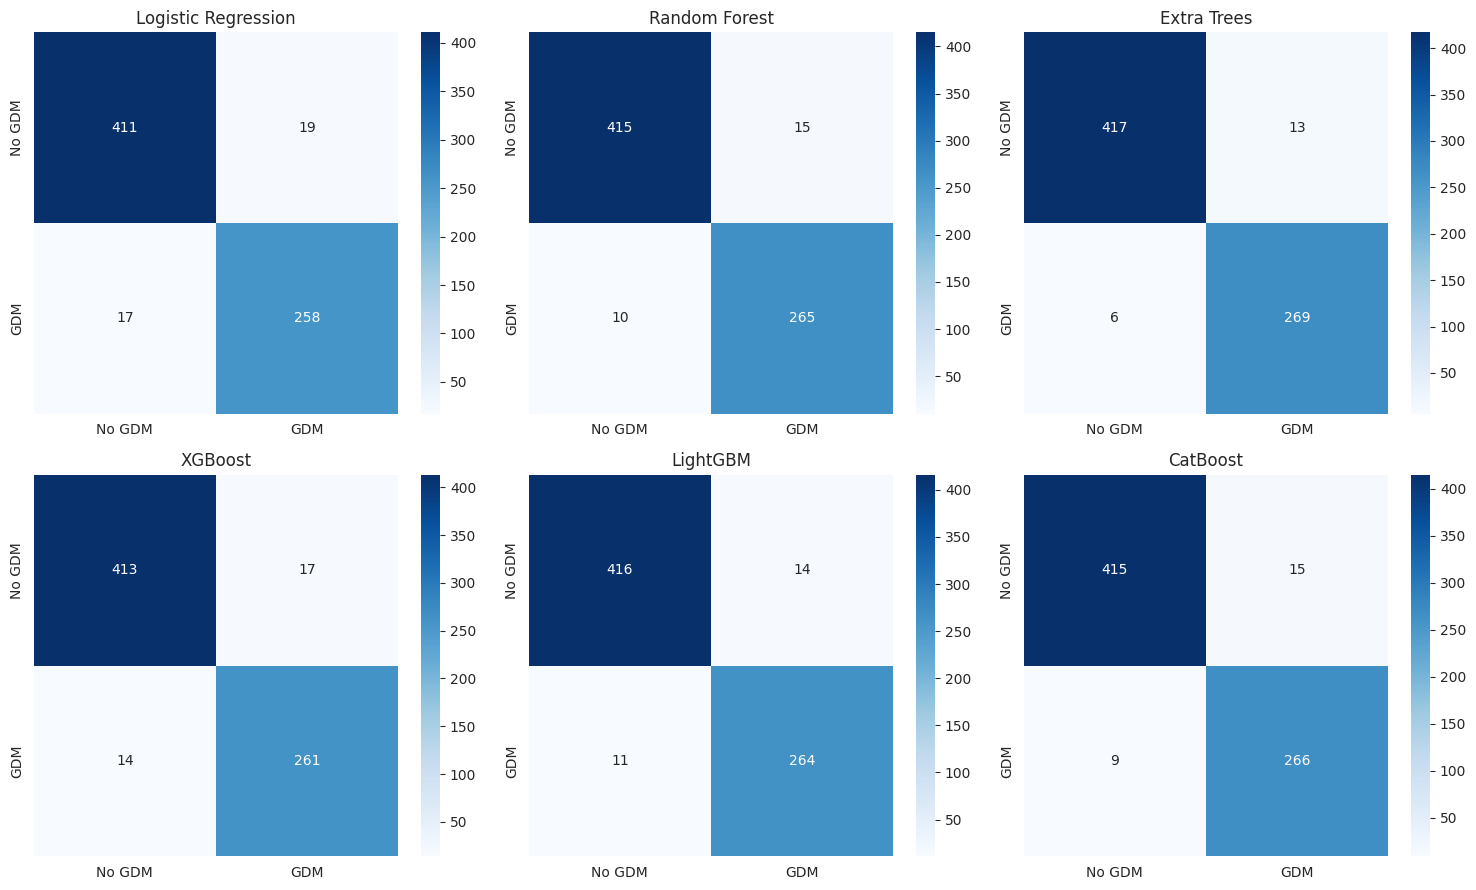 Logistic Regression
No GDM
GDM
411
19
17
258
No GDM
GDM
400
350
300
250
200
150
100
50
Random Forest
No GDM
GDM
415
15
10
265
No GDM
GDM
400
350
300
250
200
150
100
50
Extra Trees
No GDM
GDM
417
13
6
269
No GDM
GDM
400
350
300
250
200
150
100
50
XGBoost
No GDM
GDM
413
17
14
261
No GDM
GDM
400
350
300
250
200
150
100
50
LightGBM
No GDM
GDM
416
14
11
264
No GDM
GDM
400
350
300
250
200
150
100
50
CatBoost
No GDM
GDM
415
15
9
266
No GDM
GDM
400
350
300
250
200
150
100
50